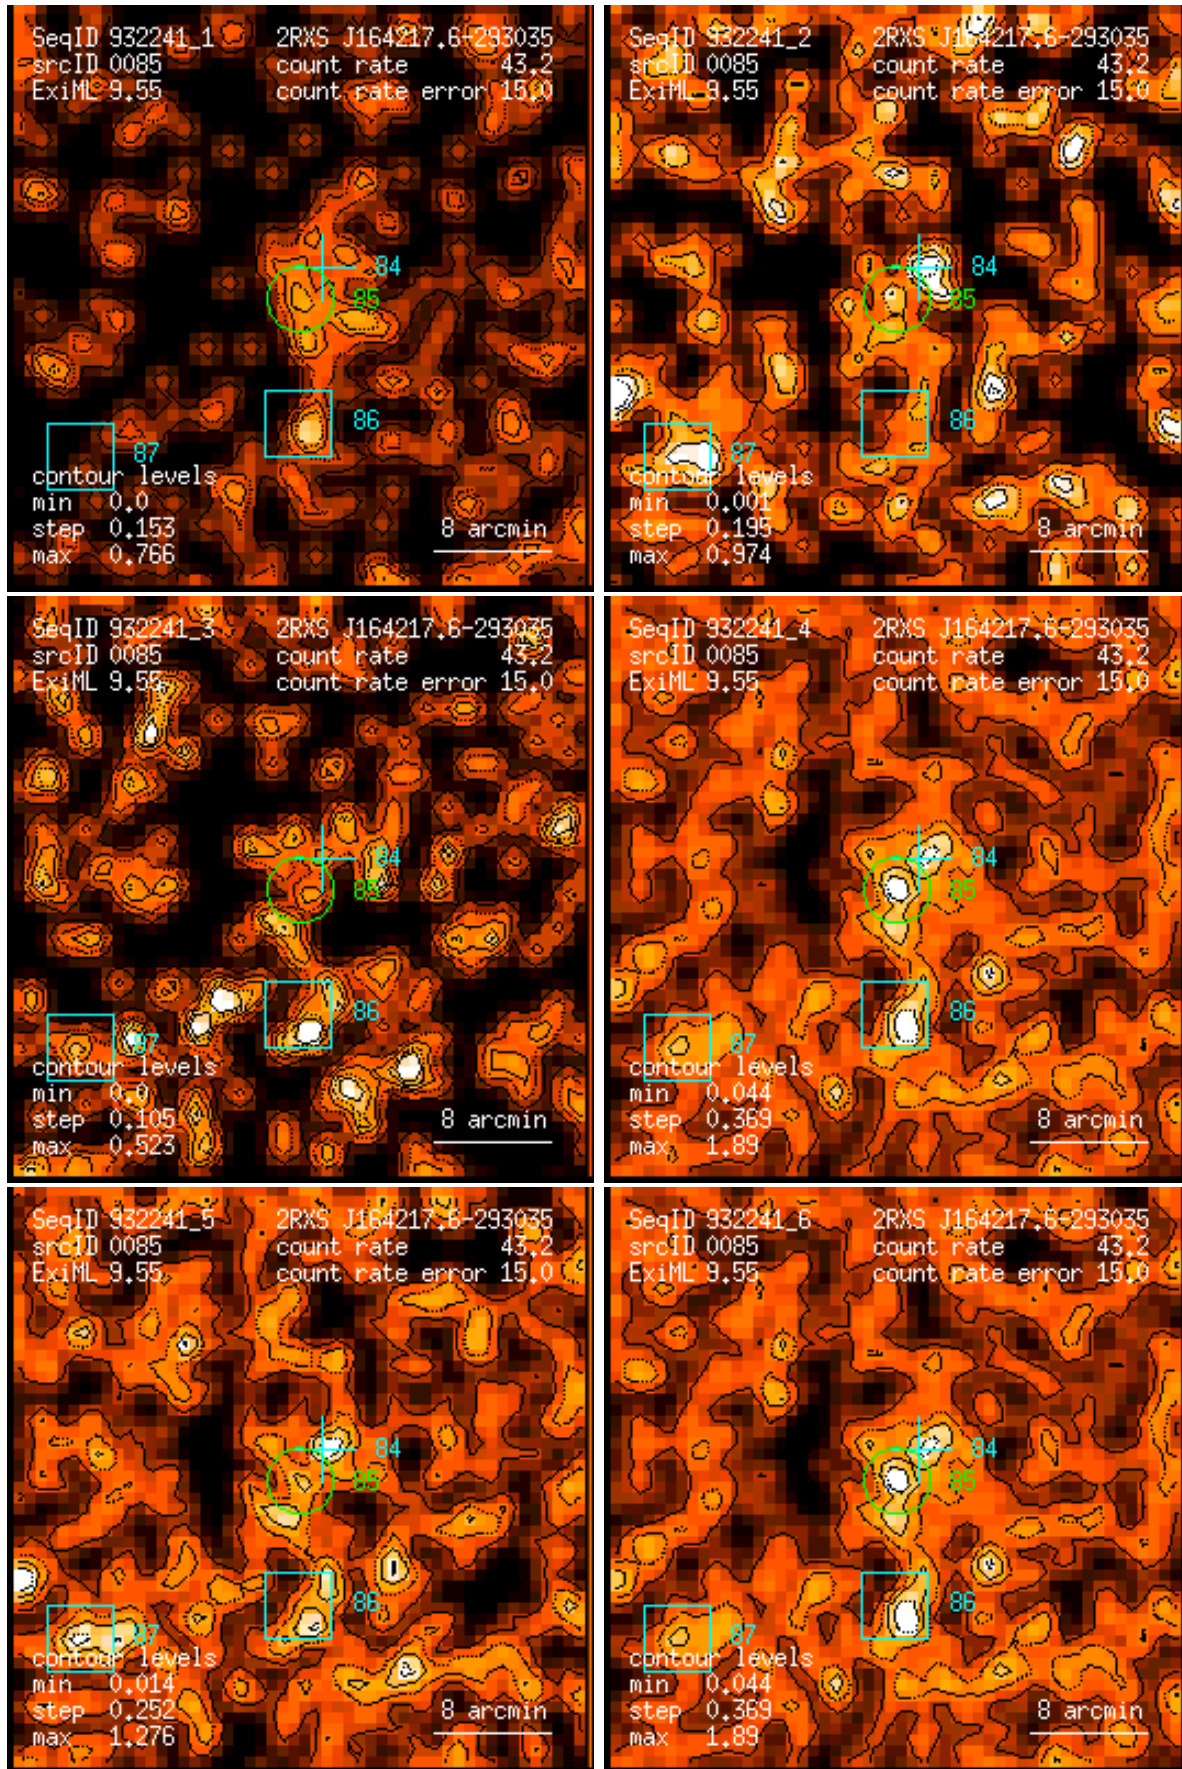 SeqID 932241_1 2RXS J164217.6-293035
srcID 0085 count rate 43.2
ExiML 9.55 count rate error 15.0
84
85
86
87
contour levels
min 0.0
step 0.153 8 arcmin
max 0.766
SeqID 932241_2 2RXS J164217.6-293035
srcID 0085 count rate 43.2
ExiML 9.55 count rate error 15.0
84
85
86
87
contour levels
min 0.001
step 0.195 8 arcmin
max 0.974
SeqID 932241_3 2RXS J164217.6-293035
srcID 0085 count rate 43.2
ExiML 9.55 count rate error 15.0
84
85
86
87
contour levels
min 0.0
step 0.105 8 arcmin
max 0.523
SeqID 932241_4 2RXS J164217.6-293035
srcID 0085 count rate 43.2
ExiML 9.55 count rate error 15.0
84
85
86
87
contour levels
min 0.044
step 0.369 8 arcmin
max 1.89
SeqID 932241_5 2RXS J164217.6-293035
srcID 0085 count rate 43.2
ExiML 9.55 count rate error 15.0
84
85
86
87
contour levels
min 0.014
step 0.252 8 arcmin
max 1.276
SeqID 932241_6 2RXS J164217.6-293035
srcID 0085 count rate 43.2
ExiML 9.55 count rate error 15.0
84
85
86
87
contour levels
min 0.044
step 0.369 8 arcmin
max 1.89